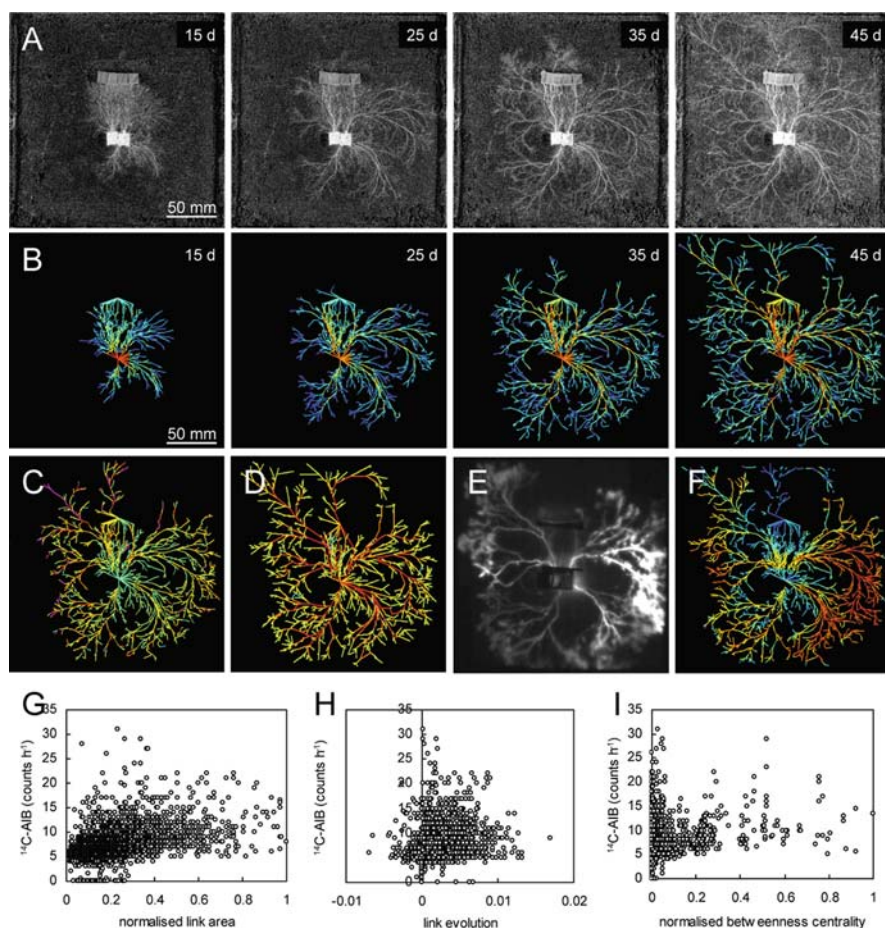 A 15 d 25 d 35 d 45 d
50 mm
B 15 d 25 d 35 d 45 d
50 mm
C D E F
G H I
35 35 35
30 30 30
25 25 25
20 20 20
15 15 15
10 10 10
5 5 5
0 0 0
¹⁴C-AIB (counts h⁻¹) ¹⁴C-AIB (counts h⁻¹) ¹⁴C-AIB (counts h⁻¹)
0 0.2 0.4 0.6 0.8 1 -0.01 0 0.01 0.02 0 0.2 0.4 0.6 0.8 1
normalised link area link evolution normalised betw eenness centrality